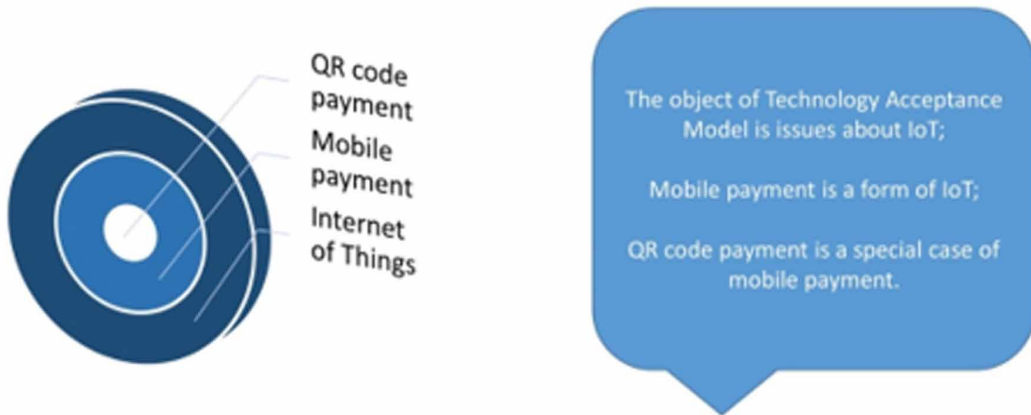 QR code
payment
Mobile
payment
Internet
of Things
The object of Technology Acceptance
Model is issues about IoT;
Mobile payment is a form of IoT;
QR code payment is a special case of
mobile payment.